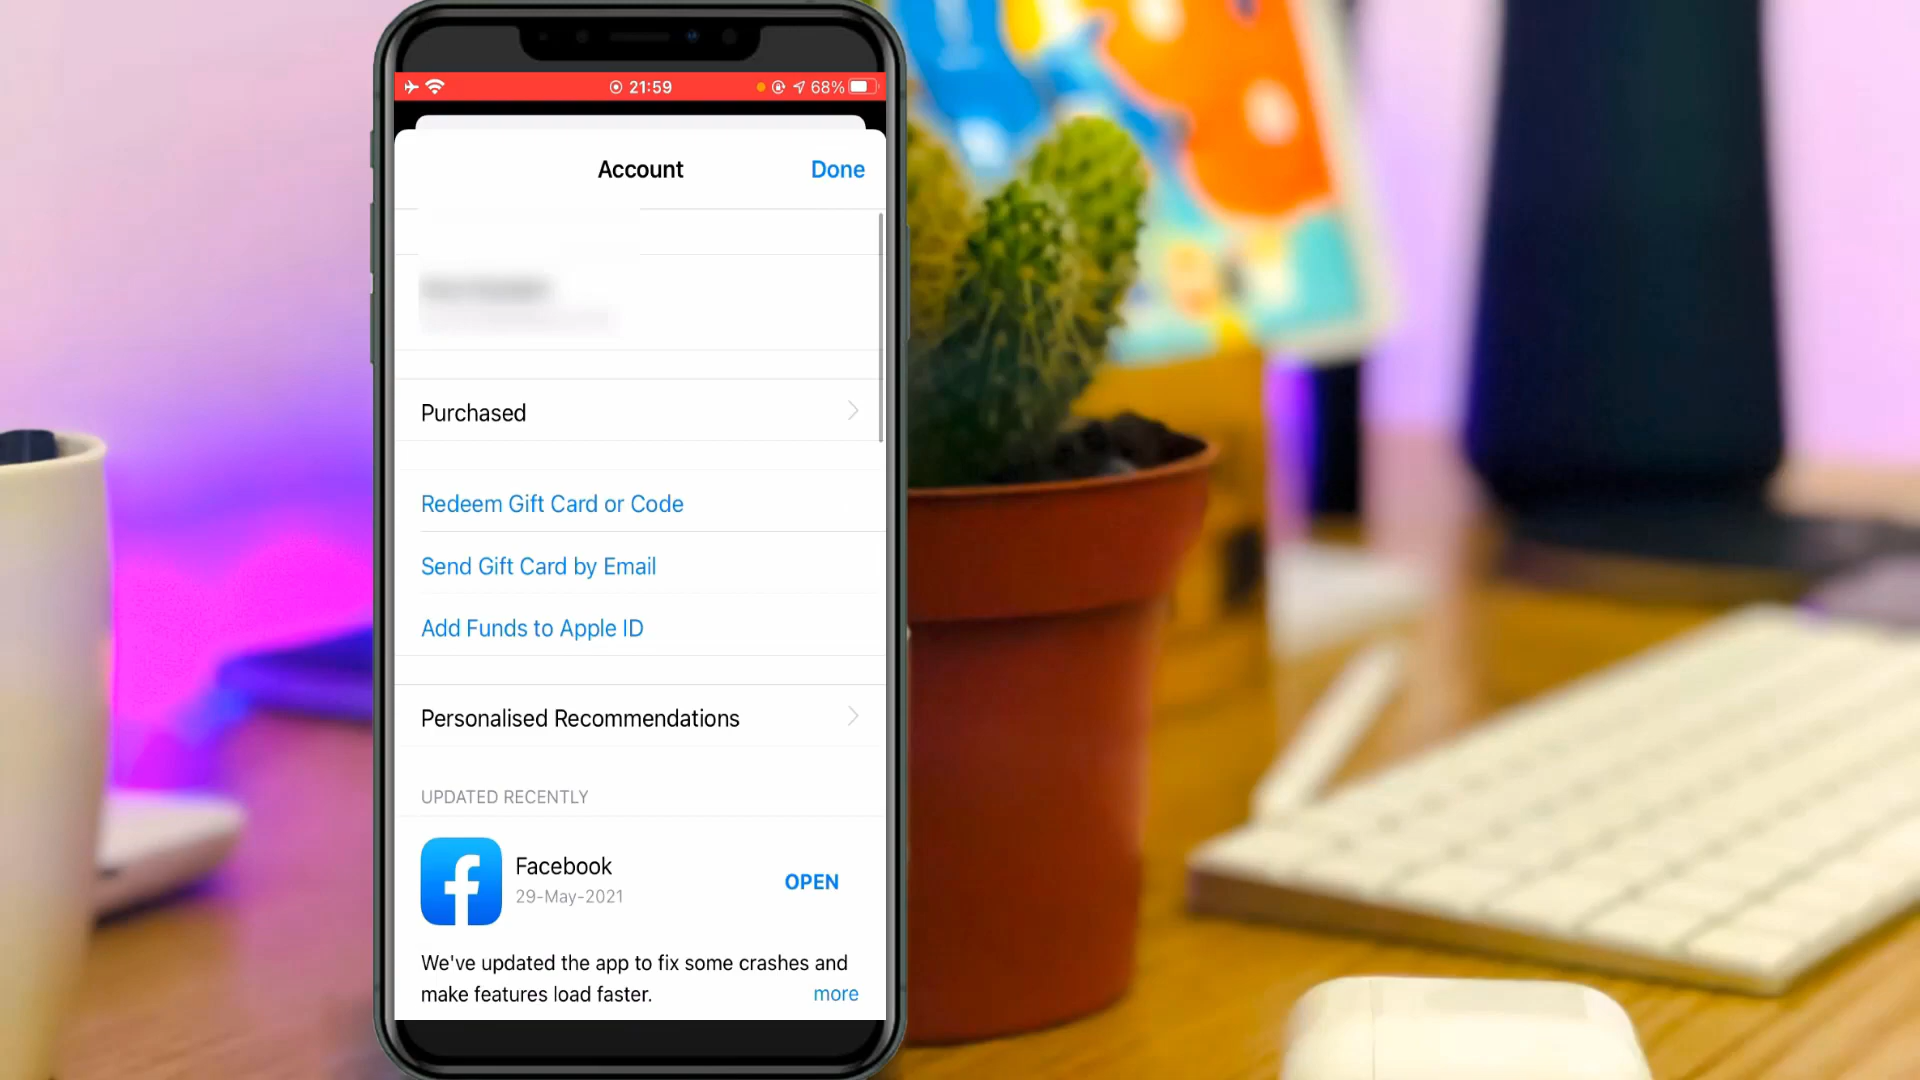 21:59
68%
Account
Done
Purchased
Redeem Gift Card or Code
Send Gift Card by Email
Add Funds to Apple ID
Personalised Recommendations
UPDATED RECENTLY
Facebook
29-May-2021
OPEN
We've updated the app to fix some crashes and
make features load faster.
more